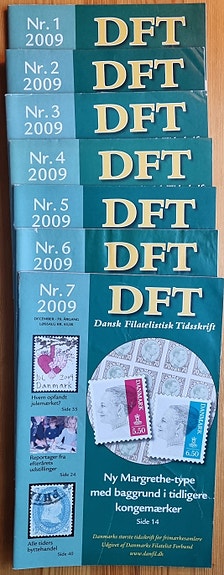 Nr. 1
2009
DFT
Nr. 2
2009
DFT
Nr. 3
2009
DFT
Nr. 4
2009
DFT
Nr. 5
2009
DFT
Nr. 6
2009
DFT
Nr. 7
2009
DFT
Dansk Filatelistisk Tidsskrift
Danmark
Hvem opfandt
julemærket?
Side 35
Reportager fra
efterårets
udstillinger
Side 24
Alle tiders
byttehandel
Side 40
DANMARK
5.50
DANMARK
6.50
Ny Margrethe-type
med baggrund i tidligere
kongemærker
Side 14
Danmarks største tidsskrift for frimærkesamlere
Udgivet af Danmarks Filatelist Forbund
www.danfil.dk